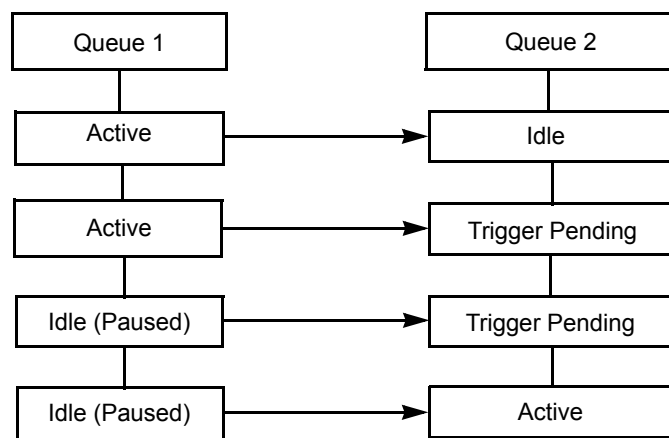 Queue 1
Queue 2
Active
Idle
Active
Trigger Pending
Idle (Paused)
Trigger Pending
Idle (Paused)
Active